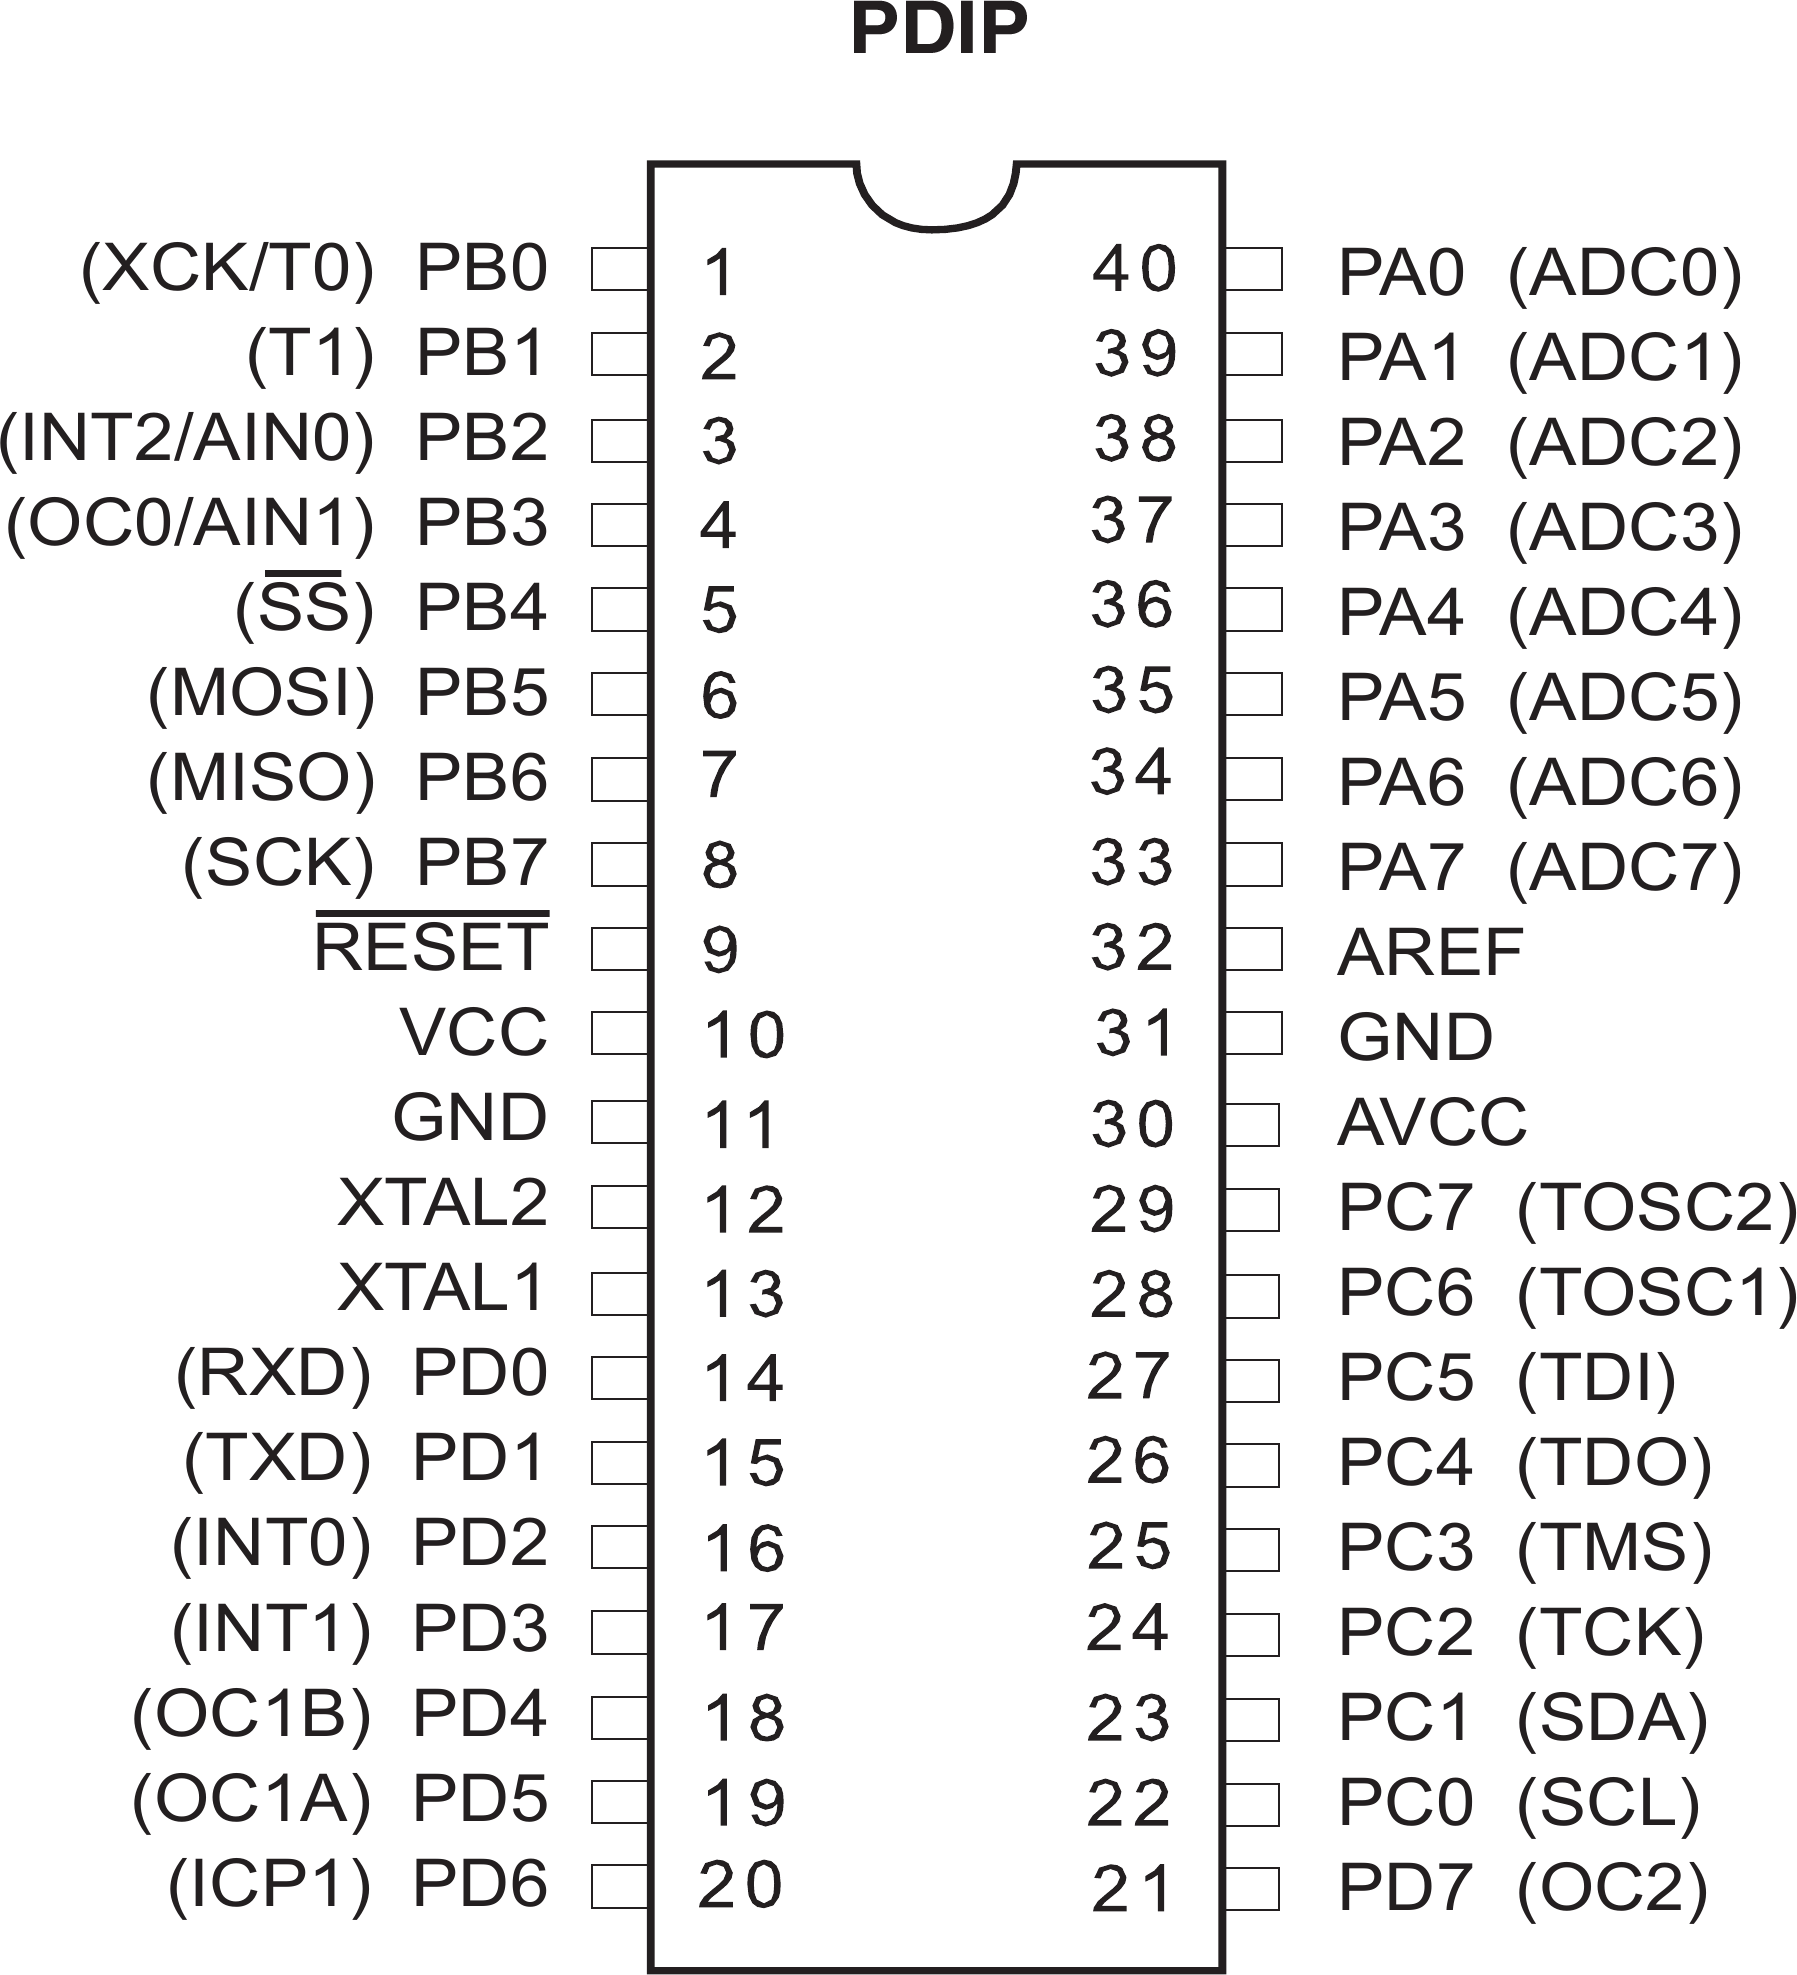 PDIP
(XCK/T0) PB0 1 40 PA0 (ADC0)
(T1) PB1 2 39 PA1 (ADC1)
(INT2/AIN0) PB2 3 38 PA2 (ADC2)
(OC0/AIN1) PB3 4 37 PA3 (ADC3)
(S̅S̅) PB4 5 36 PA4 (ADC4)
(MOSI) PB5 6 35 PA5 (ADC5)
(MISO) PB6 7 34 PA6 (ADC6)
(SCK) PB7 8 33 PA7 (ADC7)
R̅E̅S̅E̅T̅ 9 32 AREF
VCC 10 31 GND
GND 11 30 AVCC
XTAL2 12 29 PC7 (TOSC2)
XTAL1 13 28 PC6 (TOSC1)
(RXD) PD0 14 27 PC5 (TDI)
(TXD) PD1 15 26 PC4 (TDO)
(INT0) PD2 16 25 PC3 (TMS)
(INT1) PD3 17 24 PC2 (TCK)
(OC1B) PD4 18 23 PC1 (SDA)
(OC1A) PD5 19 22 PC0 (SCL)
(ICP1) PD6 20 21 PD7 (OC2)